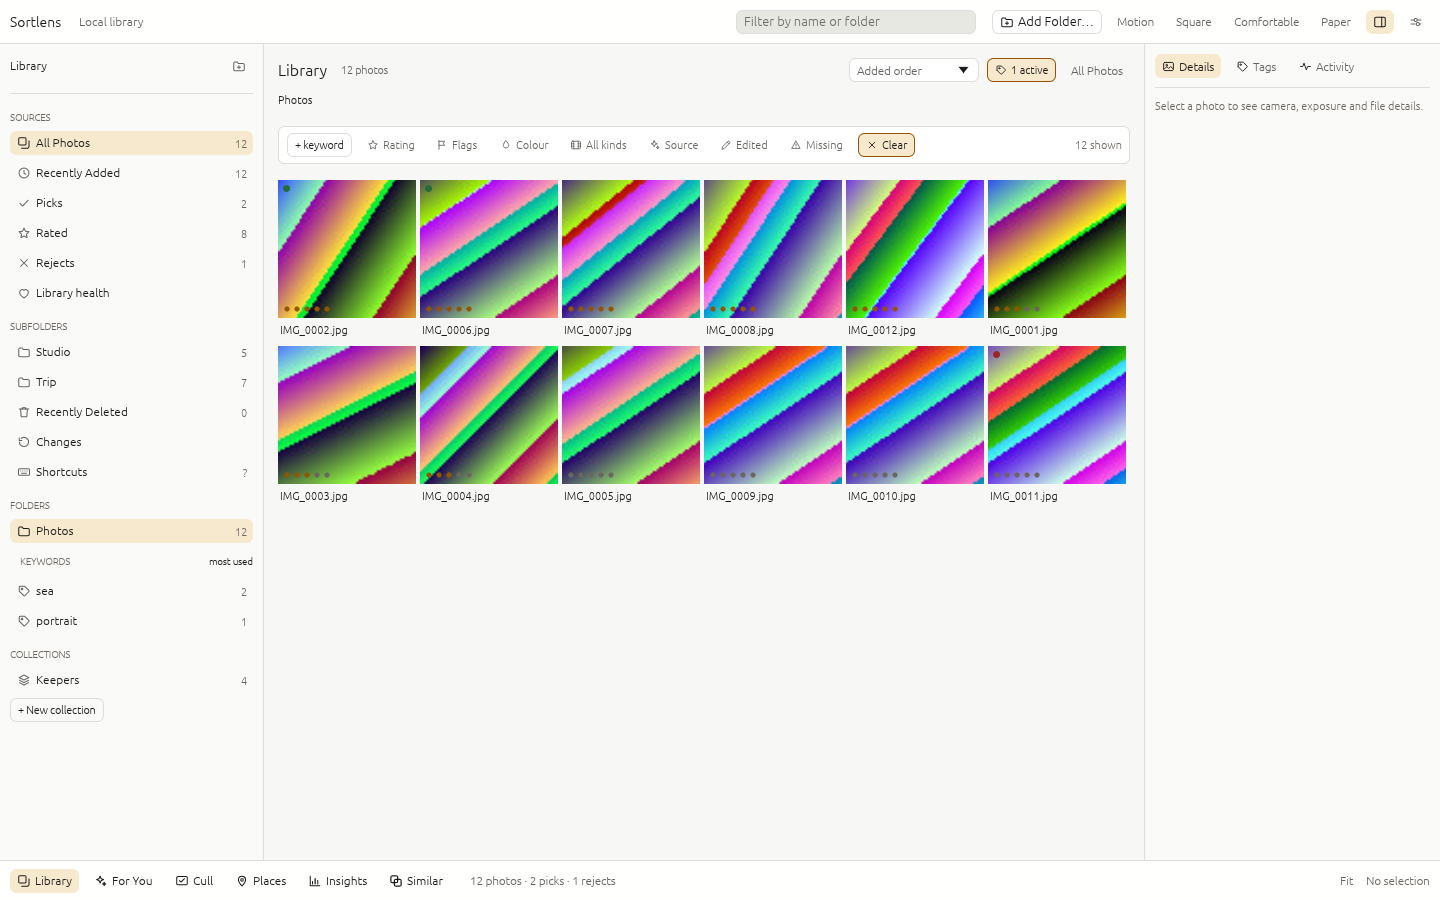 Sortlens Local library Filter by name or folder Add Folder... Motion Square Comfortable Paper
Library
SOURCES
All Photos 12
Recently Added 12
Picks 2
Rated 8
Rejects 1
Library health
SUBFOLDERS
Studio 5
Trip 7
Recently Deleted 0
Changes
Shortcuts ?
FOLDERS
Photos 12
KEYWORDS most used
sea 2
portrait 1
COLLECTIONS
Keepers 4
+ New collection
Library 12 photos Added order 1 active All Photos
Photos
+ keyword Rating Flags Colour All kinds Source Edited Missing Clear 12 shown
IMG_0002.jpg IMG_0006.jpg IMG_0007.jpg IMG_0008.jpg IMG_0012.jpg IMG_0001.jpg
IMG_0003.jpg IMG_0004.jpg IMG_0005.jpg IMG_0009.jpg IMG_0010.jpg IMG_0011.jpg
Details Tags Activity
Select a photo to see camera, exposure and file details.
Library For You Cull Places Insights Similar 12 photos · 2 picks · 1 rejects Fit No selection